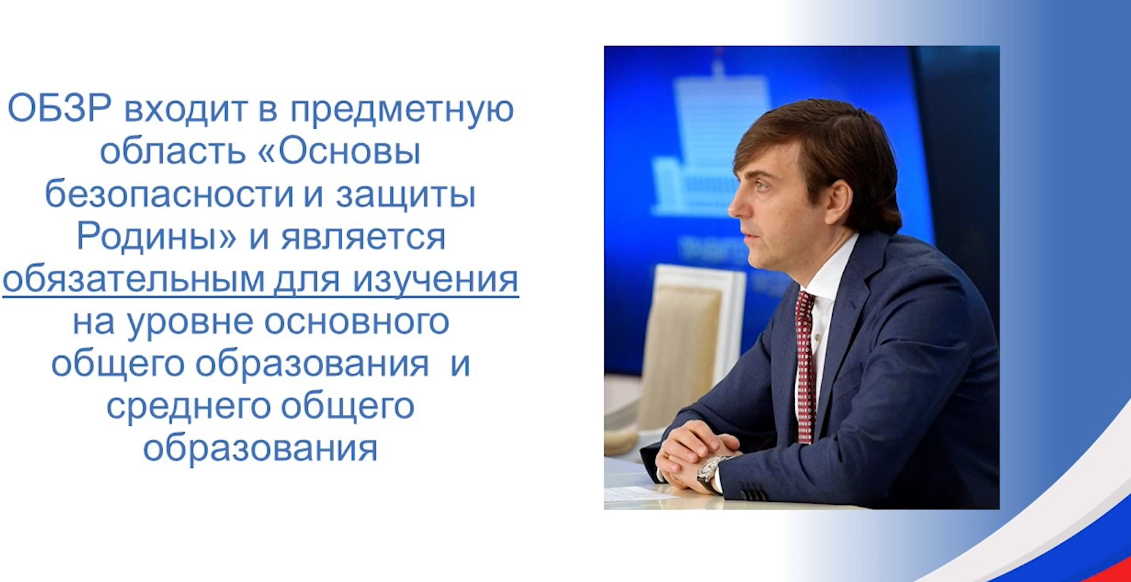 ОБЗР входит в предметную
область «Основы
безопасности и защиты
Родины» и является
обязательным для изучения
на уровне основного
общего образования  и
среднего общего
образования